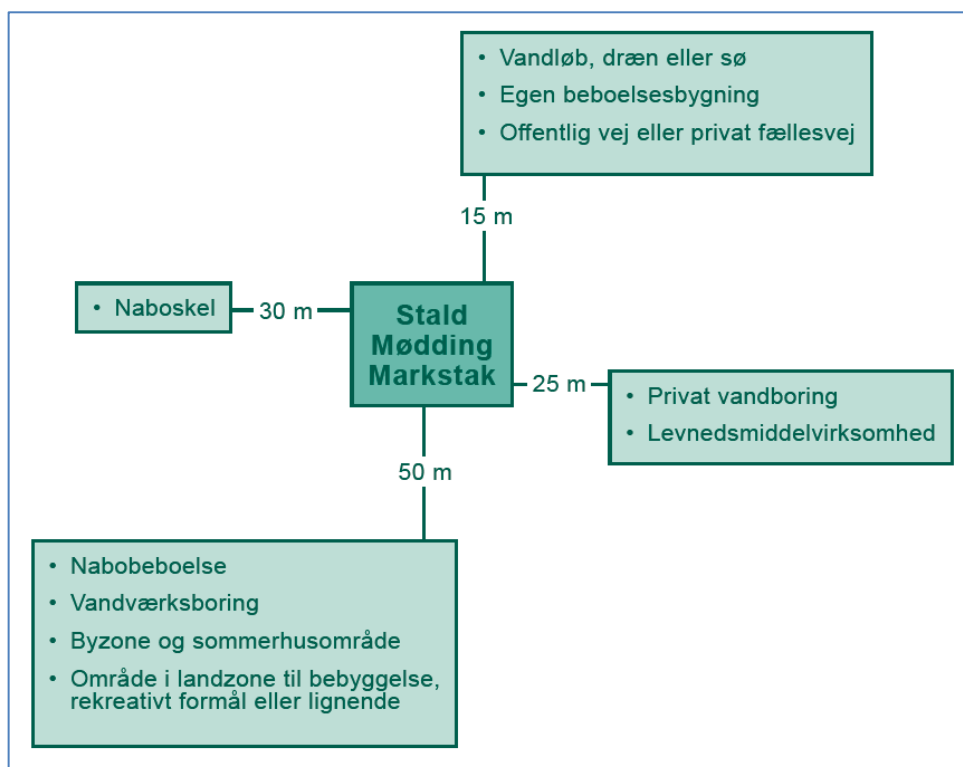 • Vandløb, dræn eller sø
• Egen beboelsesbygning
• Offentlig vej eller privat fællesvej
15 m
• Naboskel
30 m
Stald
Mødding
Markstak
25 m
• Privat vandboring
• Levnedsmiddelvirksomhed
50 m
• Nabobeboelse
• Vandværksboring
• Byzone og sommerhusområde
• Område i landzone til bebyggelse,
rekreativt formål eller lignende